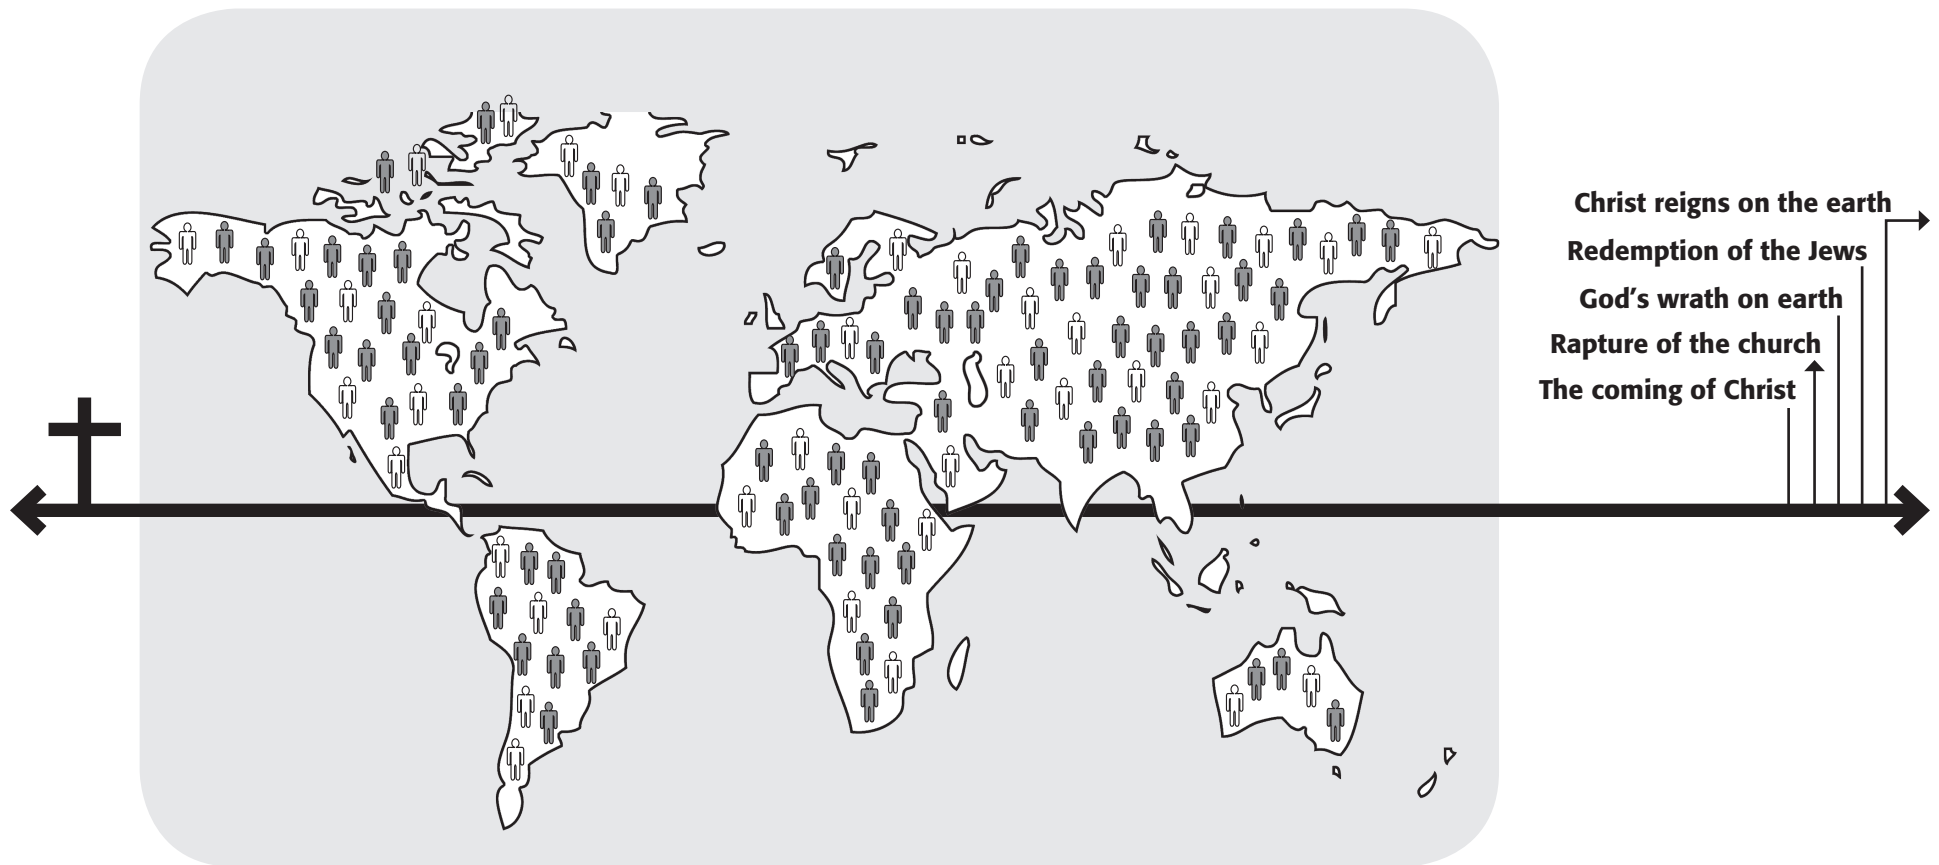 Christ reigns on the earth
Redemption of the Jews
God's wrath on earth
Rapture of the church
The coming of Christ